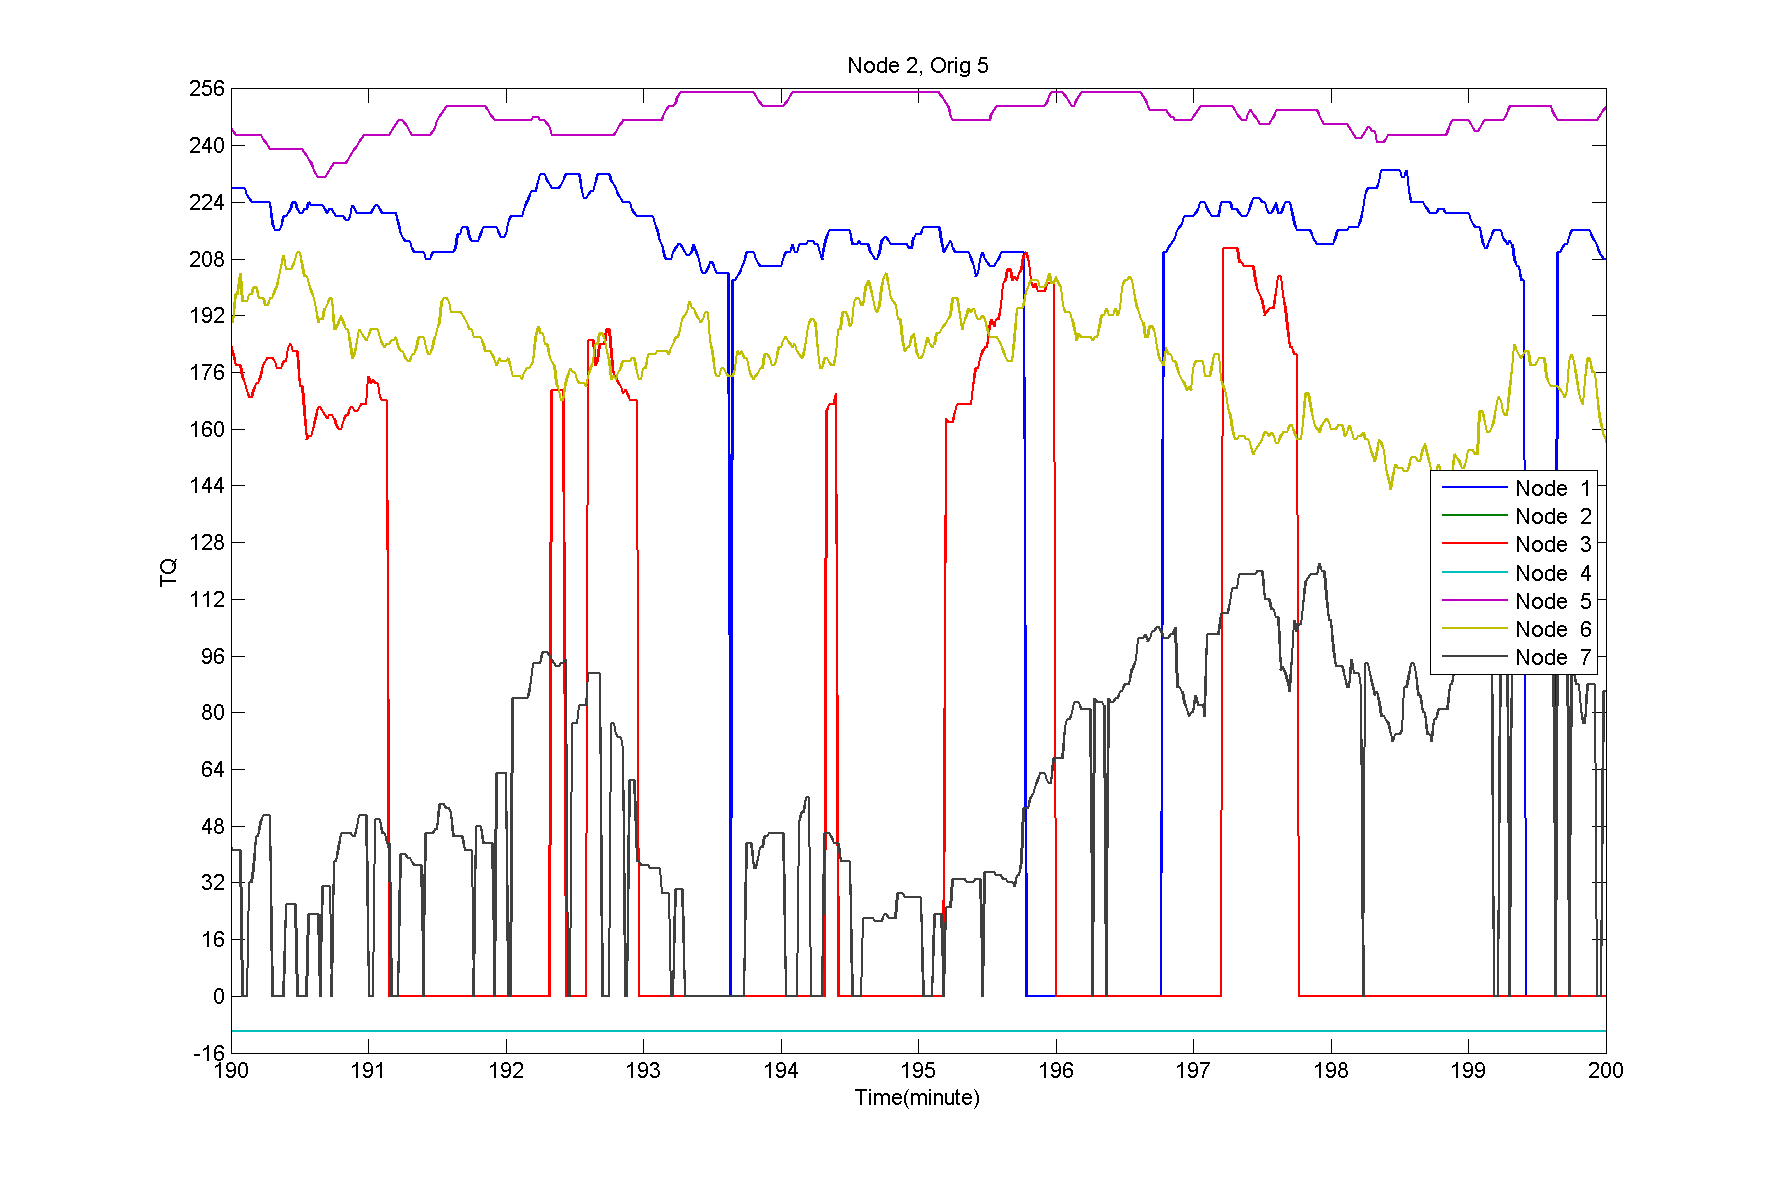 Node 2, Orig 5
256
240
224
208
192
176
160
144
128
112
96
80
64
48
32
16
0
-16
TQ
Node 1
Node 2
Node 3
Node 4
Node 5
Node 6
Node 7
190 191 192 193 194 195 196 197 198 199 200
Time(minute)